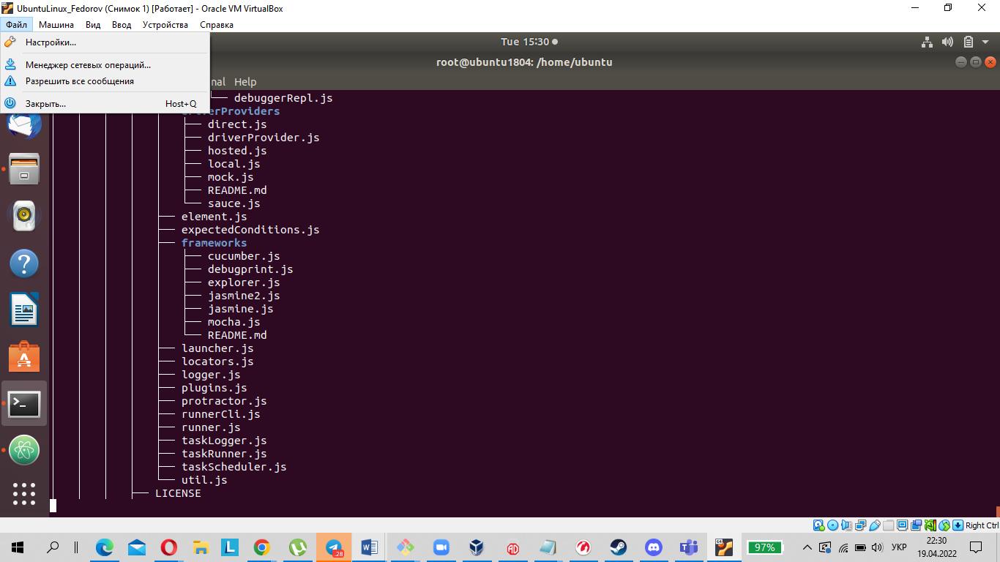 UbuntuLinux_Fedorov (Снимок 1) [Работает] - Oracle VM VirtualBox
Файл Машина Вид Ввод Устройства Справка
Настройки...
Менеджер сетевых операций...
Разрешить все сообщения
Закрыть... Host+Q
Tue 15:30
root@ubuntu1804: /home/ubuntu
Help
debuggerRepl.js
direct.js
driverProvider.js
hosted.js
local.js
mock.js
README.md
sauce.js
element.js
expectedConditions.js
frameworks
cucumber.js
debugprint.js
explorer.js
jasmine2.js
jasmine.js
mocha.js
README.md
launcher.js
locators.js
logger.js
plugins.js
protractor.js
runnerCli.js
runner.js
taskLogger.js
taskRunner.js
taskScheduler.js
util.js
LICENSE
Right Ctrl
28
97%
УКР
22:30
19.04.2022